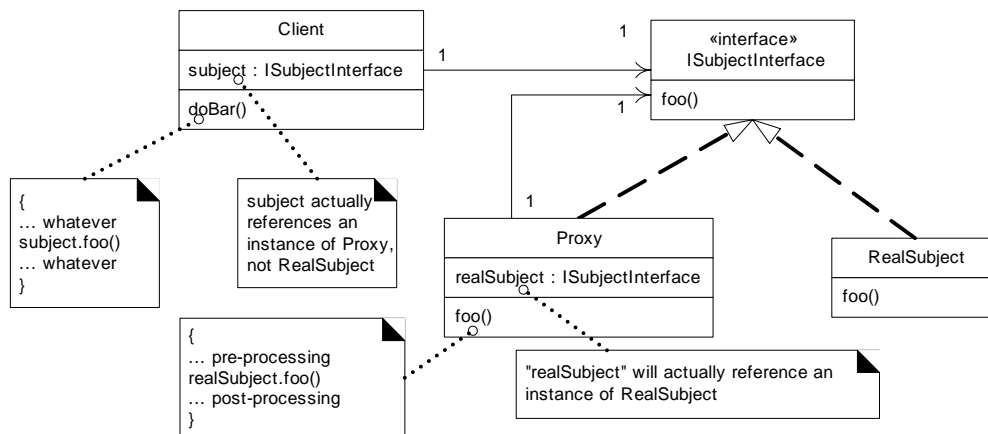 Client
subject : ISubjectInterface
doBar()
1
1
«interface»
ISubjectInterface
foo()
1
1
{
… whatever
subject.foo()
… whatever
}
subject actually
references an
instance of Proxy,
not RealSubject
Proxy
realSubject : ISubjectInterface
foo()
RealSubject
foo()
{
… pre-processing
realSubject.foo()
… post-processing
}
"realSubject" will actually reference an
instance of RealSubject